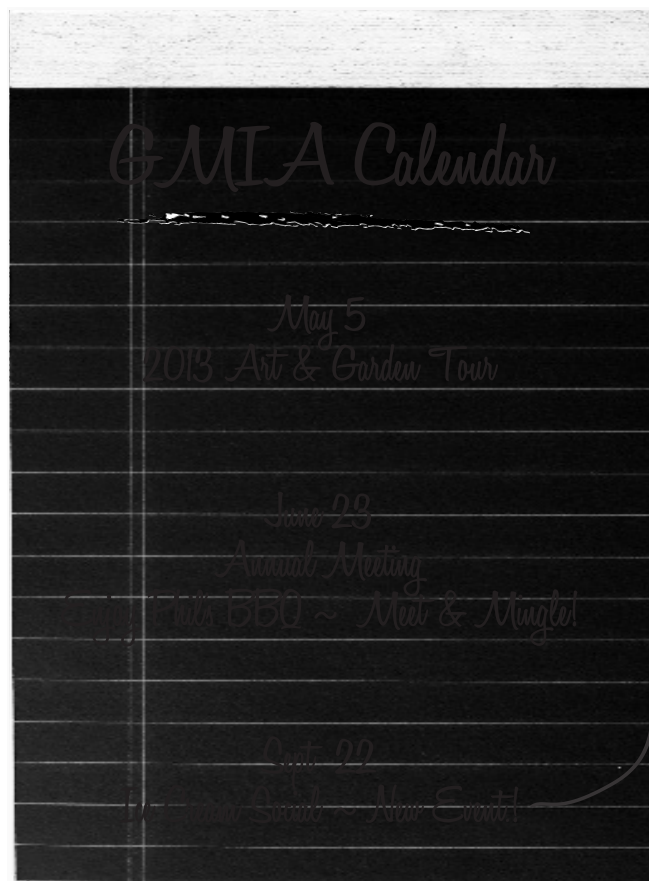 GMIA Calendar
May 5
2013 Art & Garden Tour
June 23
Annual Meeting
Phil's BBQ ~ Meet & Mingle!
Sept 22
Social ~ New Event!